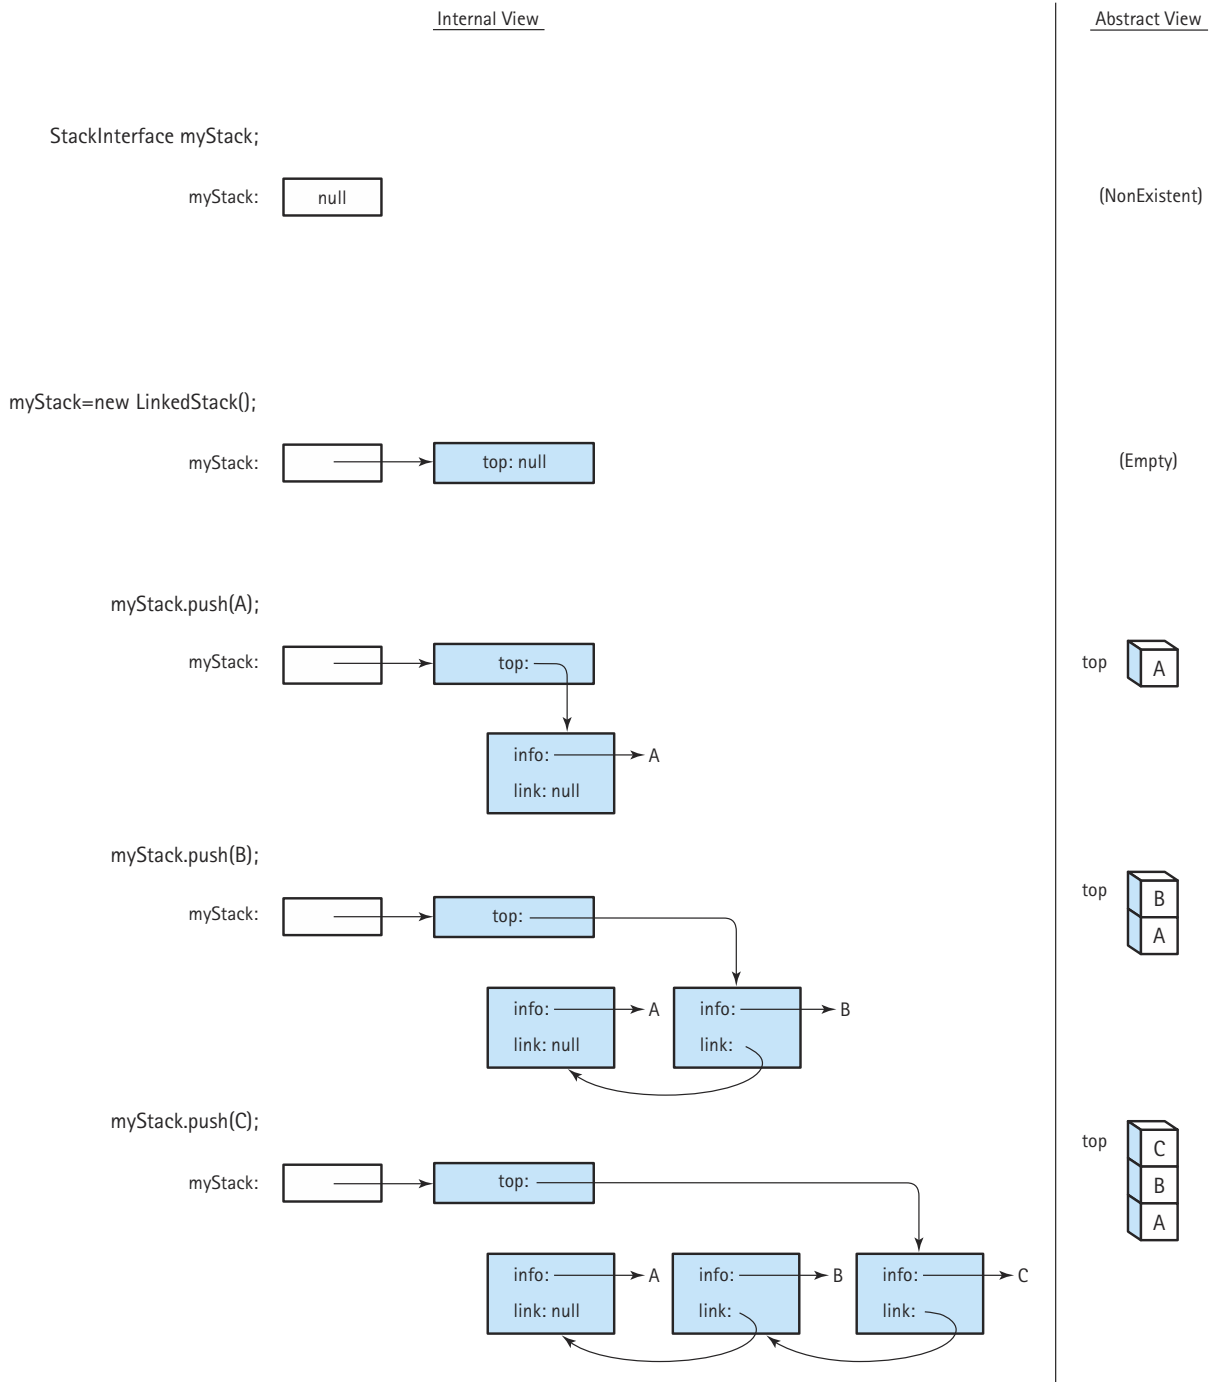 Internal View
Abstract View
StackInterface myStack;
myStack:
null
(NonExistent)
myStack=new LinkedStack();
myStack:
top: null
(Empty)
myStack.push(A);
myStack:
top:
top
A
info:
A
link: null
myStack.push(B);
myStack:
top:
top
B
A
info:
A
info:
B
link: null
link:
myStack.push(C);
myStack:
top:
top
C
B
A
info:
A
info:
B
info:
C
link: null
link:
link: